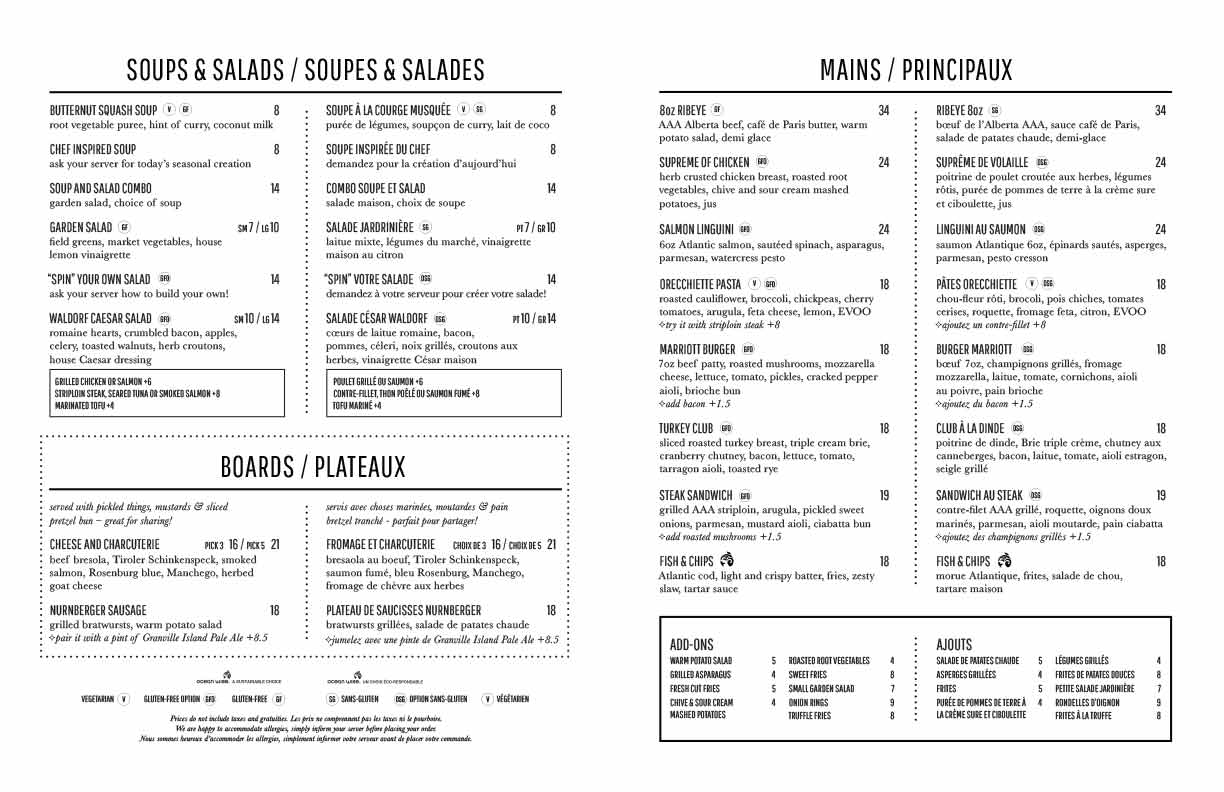 SOUPS & SALADS / SOUPES & SALADES
BUTTERNUT SQUASH SOUP V GF 8
root vegetable puree, hint of curry, coconut milk
CHEF INSPIRED SOUP 8
ask your server for today's seasonal creation
SOUP AND SALAD COMBO 14
garden salad, choice of soup
GARDEN SALAD GF SM 7 / LG 10
field greens, market vegetables, house
lemon vinaigrette
"SPIN" YOUR OWN SALAD GFO 14
ask your server how to build your own!
WALDORF CAESAR SALAD GFO SM 10 / LG 14
romaine hearts, crumbled bacon, apples,
celery, toasted walnuts, herb croutons,
house Caesar dressing
GRILLED CHICKEN OR SALMON +6
STRIPLOIN STEAK, SEARED TUNA OR SMOKED SALMON +8
MARINATED TOFU +4
SOUPE À LA COURGE MUSQUÉE V SG 8
purée de légumes, soupçon de curry, lait de coco
SOUPE INSPIRÉE DU CHEF 8
demandez pour la création d'aujourd'hui
COMBO SOUPE ET SALAD 14
salade maison, choix de soupe
SALADE JARDRINIÈRE SG PT 7 / GR 10
laitue mixte, légumes du marché, vinaigrette
maison au citron
"SPIN" VOTRE SALADE OSG 14
demandez à votre serveur pour créer votre salade!
SALADE CÉSAR WALDORF OSG PT 10 / GR 14
cœurs de laitue romaine, bacon,
pommes, céleri, noix grillés, croutons aux
herbes, vinaigrette César maison
POULET GRILLÉ OU SAUMON +6
CONTRE-FILLET, THON POÊLÉ OU SAUMON FUMÉ +8
TOFU MARINÉ +4
BOARDS / PLATEAUX
served with pickled things, mustards & sliced
pretzel bun – great for sharing!
CHEESE AND CHARCUTERIE PICK 3 16 / PICK 5 21
beef bresola, Tiroler Schinkenspeck, smoked
salmon, Rosenburg blue, Manchego, herbed
goat cheese
NURNBERGER SAUSAGE 18
grilled bratwursts, warm potato salad
✧pair it with a pint of Granville Island Pale Ale +8.5
servis avec choses marinées, moutardes & pain
bretzel tranché - parfait pour partager!
FROMAGE ET CHARCUTIERE CHOIX DE 3 16 / CHOIX DE 5 21
bresaola au boeuf, Tiroler Schinkenspeck,
saumon fumé, bleu Rosenburg, Manchego,
fromage de chèvre aux herbes
PLATEAU DE SAUCISSES NURNBERGER 18
bratwursts grillées, salade de patates chaude
✧jumelez avec une pinte de Granville Island Pale Ale +8.5
OCEAN WISE. A SUSTAINABLE CHOICE
OCEAN WISE. UN CHOIX ÉCO-RESPONSABLE
VEGETARIAN V GLUTEN-FREE OPTION GFO GLUTEN-FREE GF SG SANS-GLUTEN OSG OPTION SANS-GLUTEN V VÉGÉTARIEN
Prices do not include taxes and gratuities. Les prix ne comprennent pas les taxes ni le pourboire.
We are happy to accommodate allergies, simply inform your server before placing your order.
Nous sommes heureux d'accommoder les allergies, simplement informer votre serveur avant de placer votre commande.
MAINS / PRINCIPAUX
8oz RIBEYE GF 34
AAA Alberta beef, café de Paris butter, warm
potato salad, demi glace
SUPREME OF CHICKEN GFO 24
herb crusted chicken breast, roasted root
vegetables, chive and sour cream mashed
potatoes, jus
SALMON LINGUINI GFO 24
6oz Atlantic salmon, sautéed spinach, asparagus,
parmesan, watercress pesto
ORECCHIETTE PASTA V GFO 18
roasted cauliflower, broccoli, chickpeas, cherry
tomatoes, arugula, feta cheese, lemon, EVOO
✧try it with striploin steak +8
MARRIOTT BURGER GFO 18
7oz beef patty, roasted mushrooms, mozzarella
cheese, lettuce, tomato, pickles, cracked pepper
aioli, brioche bun
✧add bacon +1.5
TURKEY CLUB GFO 18
sliced roasted turkey breast, triple cream brie,
cranberry chutney, bacon, lettuce, tomato,
tarragon aioli, toasted rye
STEAK SANDWICH GFO 19
grilled AAA striploin, arugula, pickled sweet
onions, parmesan, mustard aioli, ciabatta bun
✧add roasted mushrooms +1.5
FISH & CHIPS 18
Atlantic cod, light and crispy batter, fries, zesty
slaw, tartar sauce
RIBEYE 8oz SG 34
bœuf de l'Alberta AAA, sauce café de Paris,
salade de patates chaude, demi-glace
SUPRÊME DE VOLAILLE OSG 24
poitrine de poulet croutée aux herbes, légumes
rôtis, purée de pommes de terre à la crème sure
et ciboulette, jus
LINGUINI AU SAUMON OSG 24
saumon Atlantique 6oz, épinards sautés, asperges,
parmesan, pesto cresson
PÂTES ORECCHIETTE V OSG 18
chou-fleur rôti, brocoli, pois chiches, tomates
cerises, roquette, fromage feta, citron, EVOO
✧ajoutez un contre-fillet +8
BURGER MARRIOTT OSG 18
bœuf 7oz, champignons grillés, fromage
mozzarella, laitue, tomate, cornichons, aioli
au poivre, pain brioche
✧ajoutez du bacon +1.5
CLUB À LA DINDE OSG 18
poitrine de dinde, Brie triple crème, chutney aux
canneberges, bacon, laitue, tomate, aioli estragon,
seigle grillé
SANDWICH AU STEAK OSG 19
contre-filet AAA grillé, roquette, oignons doux
marinés, parmesan, aioli moutarde, pain ciabatta
✧ajoutez des champignons grillés +1.5
FISH & CHIPS 18
morue Atlantique, frites, salade de chou,
tartare maison
ADD-ONS
WARM POTATO SALAD 5
GRILLED ASPARAGUS 4
FRESH CUT FRIES 5
CHIVE & SOUR CREAM 4
MASHED POTATOES
ROASTED ROOT VEGETABLES 4
SWEET FRIES 8
SMALL GARDEN SALAD 7
ONION RINGS 9
TRUFFLE FRIES 8
AJOUTS
SALADE DE PATATES CHAUDE 5
ASPERGES GRILLÉES 4
FRITES 5
PURÉE DE POMMES DE TERRE À 4
LA CRÈME SURE ET CIBOULETTE
LÉGUMES GRILLÉS 4
FRITES DE PATATES DOUCES 8
PETITE SALADE JARDINIÈRE 7
RONDELLES D'OIGNON 9
FRITES À LA TRUFFE 8